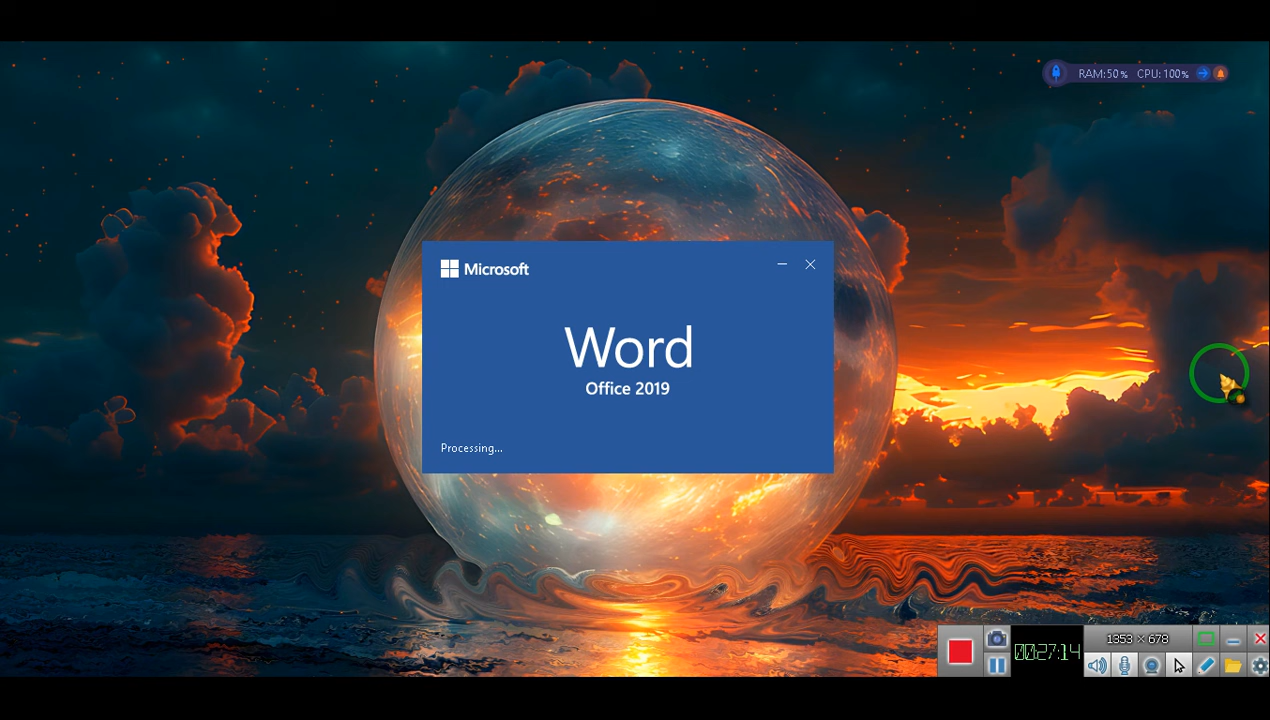 RAM:50% CPU: 100%
Microsoft
Word
Office 2019
Processing...
1353 × 678
00:27:14